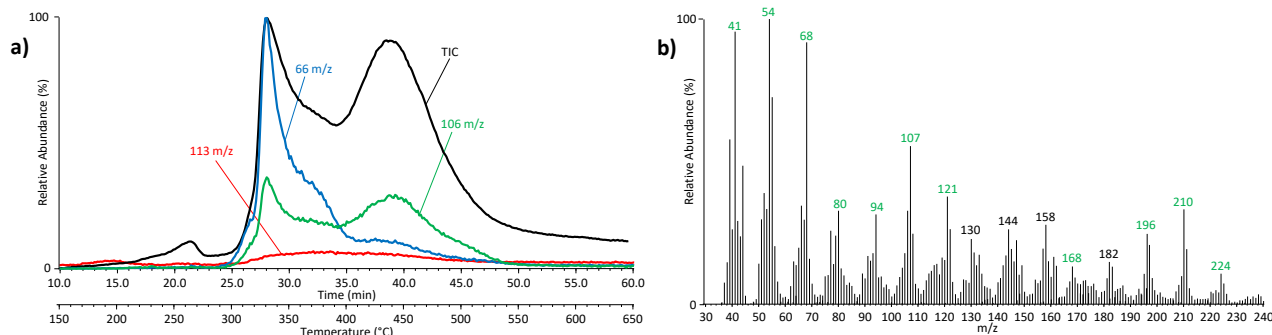 a)
100
Relative Abundance (%)
0
TIC
66 m/z
106 m/z
113 m/z
10.0 15.0 20.0 25.0 30.0 35.0 40.0 45.0 50.0 55.0 60.0
Time (min)
150 200 250 300 350 400 450 500 550 600 650
Temperature (°C)
b)
100
Relative Abundance (%)
0
41
54
68
80
94
107
121
130
144
158
168
182
196
210
224
30 40 50 60 70 80 90 100 110 120 130 140 150 160 170 180 190 200 210 220 230 240
m/z